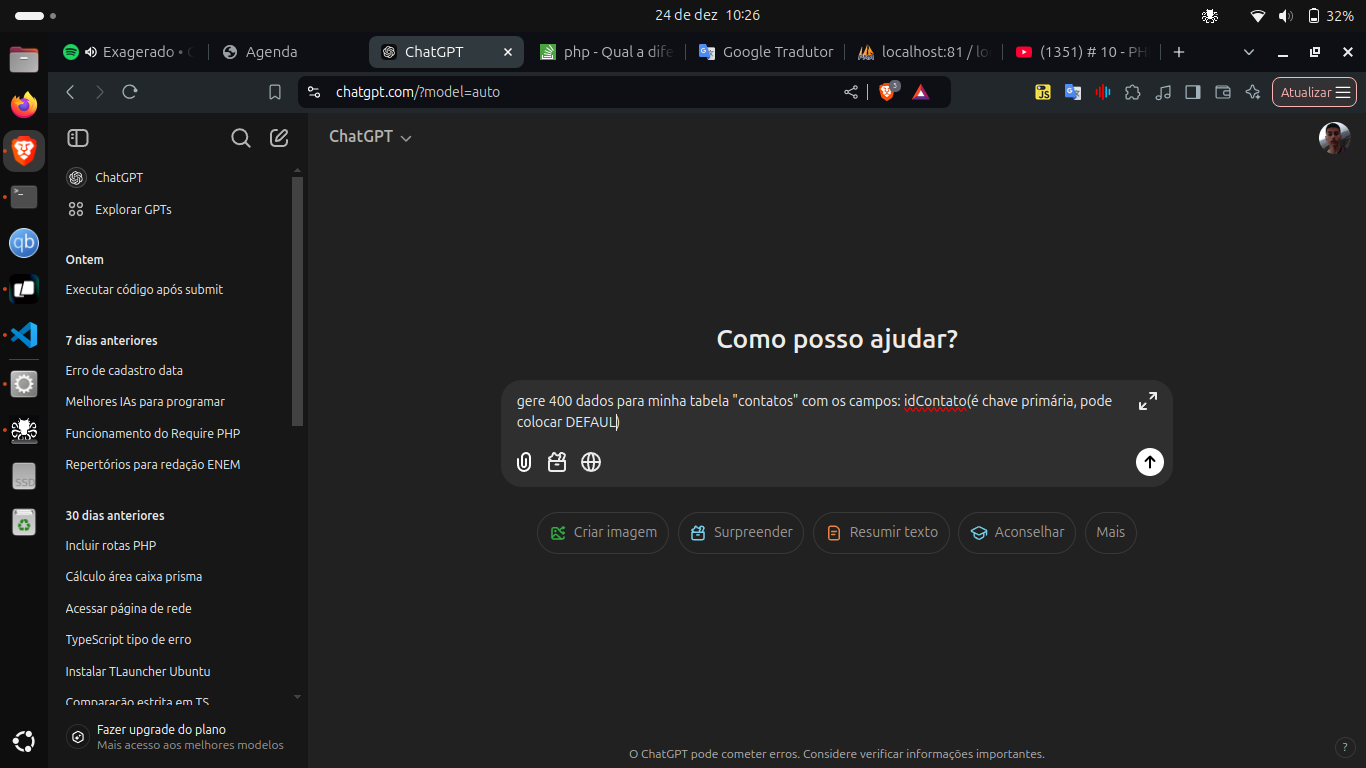 24 de dez 10:26
32%
Exagerado •
Agenda
ChatGPT
php - Qual a dife
Google Tradutor
localhost:81 / lo
(1351) # 10 - PH
chatgpt.com/?model=auto
5
JS
Atualizar
ChatGPT
ChatGPT
Explorar GPTs
Ontem
Executar código após submit
7 dias anteriores
Erro de cadastro data
Melhores IAs para programar
Funcionamento do Require PHP
Repertórios para redação ENEM
30 dias anteriores
Incluir rotas PHP
Cálculo área caixa prisma
Acessar página de rede
TypeScript tipo de erro
Instalar TLauncher Ubuntu
Comparação estrita em TS
Fazer upgrade do plano
Mais acesso aos melhores modelos
qb
SSD
Como posso ajudar?
gere 400 dados para minha tabela "contatos" com os campos: idContato(é chave primária, pode
colocar DEFAUL)
Criar imagem
Surpreender
Resumir texto
Aconselhar
Mais
O ChatGPT pode cometer erros. Considere verificar informações importantes.
?